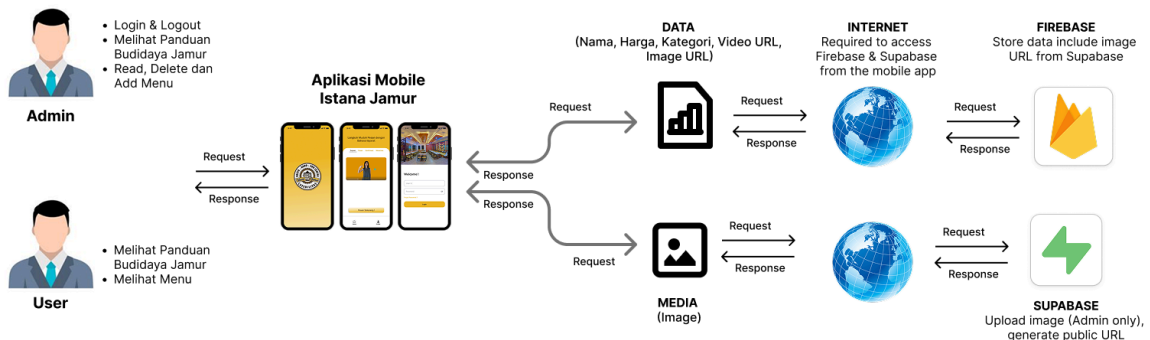 • Login & Logout
• Melihat Panduan
Budidaya Jamur
• Read, Delete dan
Add Menu
Admin
Request
Response
• Melihat Panduan
Budidaya Jamur
• Melihat Menu
User
Aplikasi Mobile
Istana Jamur
Welcome!
Request
Response
Response
Request
DATA
(Nama, Harga, Kategori, Video URL,
Image URL)
Request
Response
MEDIA
(Image)
Request
Response
INTERNET
Required to access
Firebase & Supabase
from the mobile app
Request
Response
Request
Response
FIREBASE
Store data include image
URL from Supabase
SUPABASE
Upload image (Admin only),
generate public URL